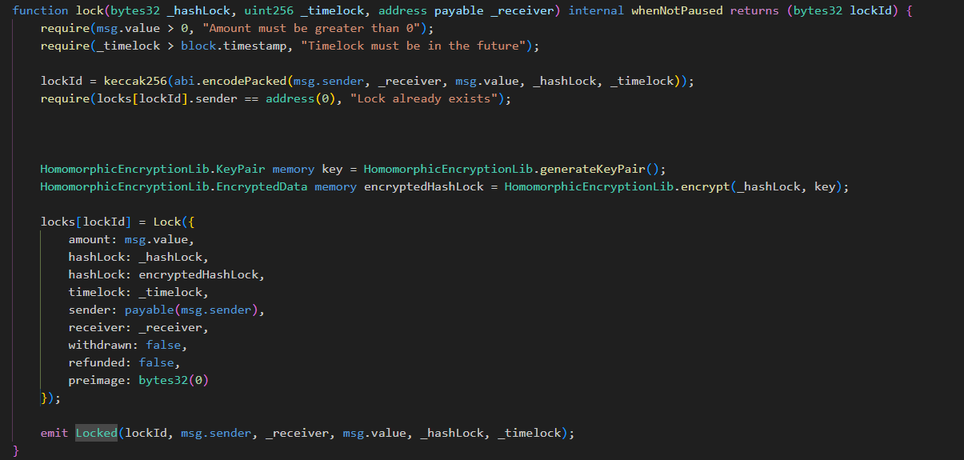 function lock(bytes32 _hashLock, uint256 _timelock, address payable _receiver) internal whenNotPaused returns (bytes32 lockId) {
require(msg.value > 0, "Amount must be greater than 0");
require(_timelock > block.timestamp, "Timelock must be in the future");
lockId = keccak256(abi.encodePacked(msg.sender, _receiver, msg.value, _hashLock, _timelock));
require(locks[lockId].sender == address(0), "Lock already exists");
HomomorphicEncryptionLib.KeyPair memory key = HomomorphicEncryptionLib.generateKeyPair();
HomomorphicEncryptionLib.EncryptedData memory encryptedHashLock = HomomorphicEncryptionLib.encrypt(_hashLock, key);
locks[lockId] = Lock({
amount: msg.value,
hashLock: _hashLock,
hashLock: encryptedHashLock,
timelock: _timelock,
sender: payable(msg.sender),
receiver: _receiver,
withdrawn: false,
refunded: false,
preimage: bytes32(0)
});
emit Locked(lockId, msg.sender, _receiver, msg.value, _hashLock, _timelock);
}